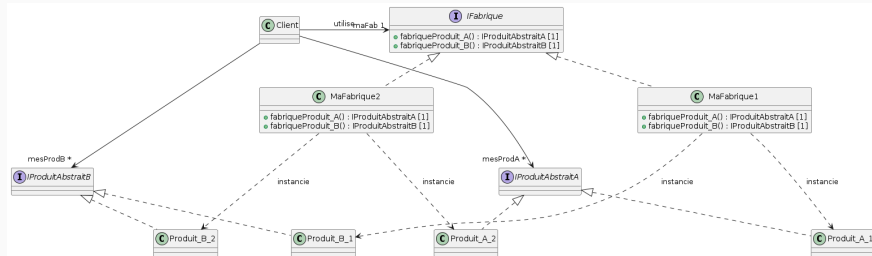 C Client
utilise
maFab 1
I IFabrique
fabriqueProduit_A() : IProduitAbstraitA [1]
fabriqueProduit_B() : IProduitAbstraitB [1]
C MaFabrique2
fabriqueProduit_A() : IProduitAbstraitA [1]
fabriqueProduit_B() : IProduitAbstraitB [1]
C MaFabrique1
fabriqueProduit_A() : IProduitAbstraitA [1]
fabriqueProduit_B() : IProduitAbstraitB [1]
mesProdB *
mesProdA *
I IProduitAbstraitB
instancie
instancie
I IProduitAbstraitA
instancie
instancie
C Produit_B_2
C Produit_B_1
C Produit_A_2
C Produit_A_1